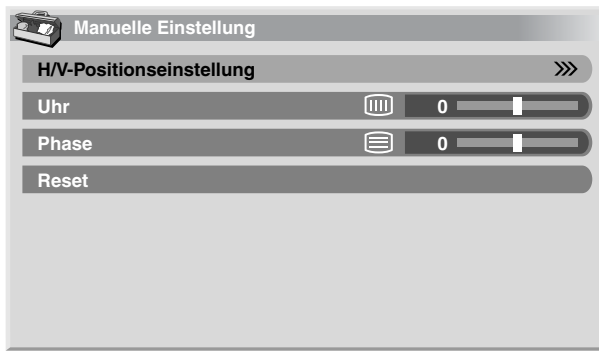 Manuelle Einstellung
H/V-Positionseinstellung
Uhr 0
Phase 0
Reset